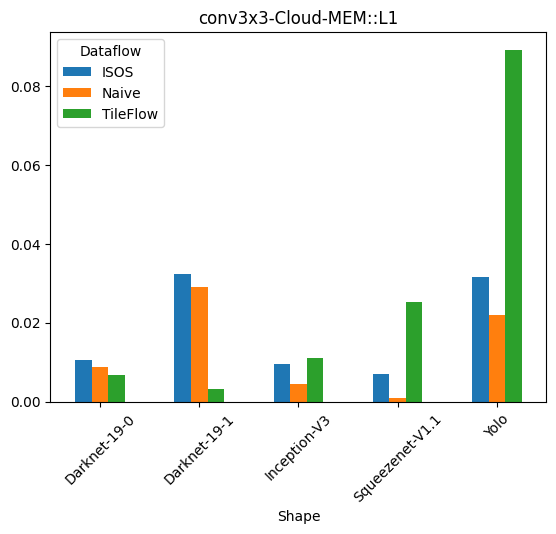 conv3x3-Cloud-MEM::L1
Dataflow
ISOS
Naive
TileFlow
0.08
0.06
0.04
0.02
0.00
Darknet-19-0
Darknet-19-1
Inception-V3
Squeezenet-V1.1
Yolo
Shape